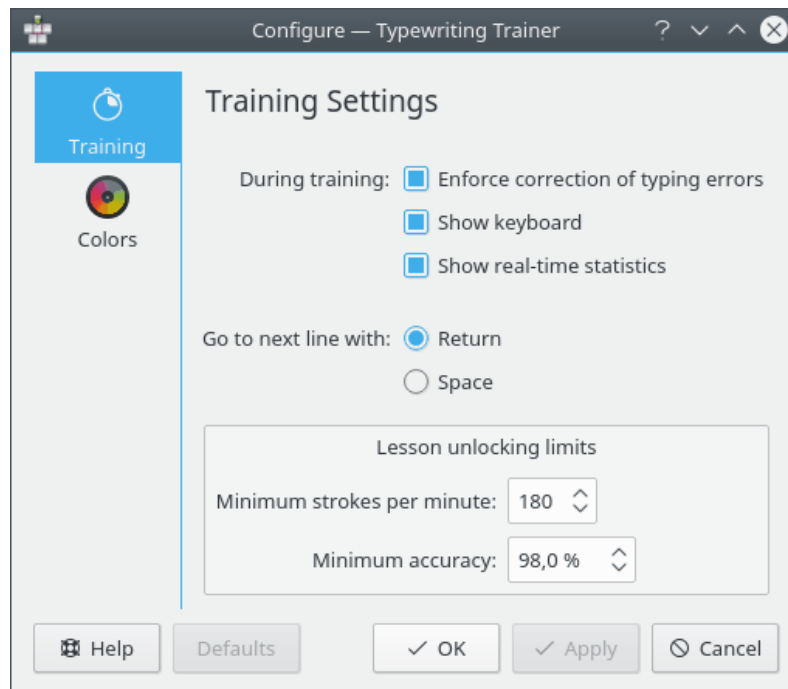 Configure — Typewriting Trainer
Training
Colors
Training Settings
During training: Enforce correction of typing errors
Show keyboard
Show real-time statistics
Go to next line with: Return
Space
Lesson unlocking limits
Minimum strokes per minute: 180
Minimum accuracy: 98,0 %
Help Defaults OK Apply Cancel